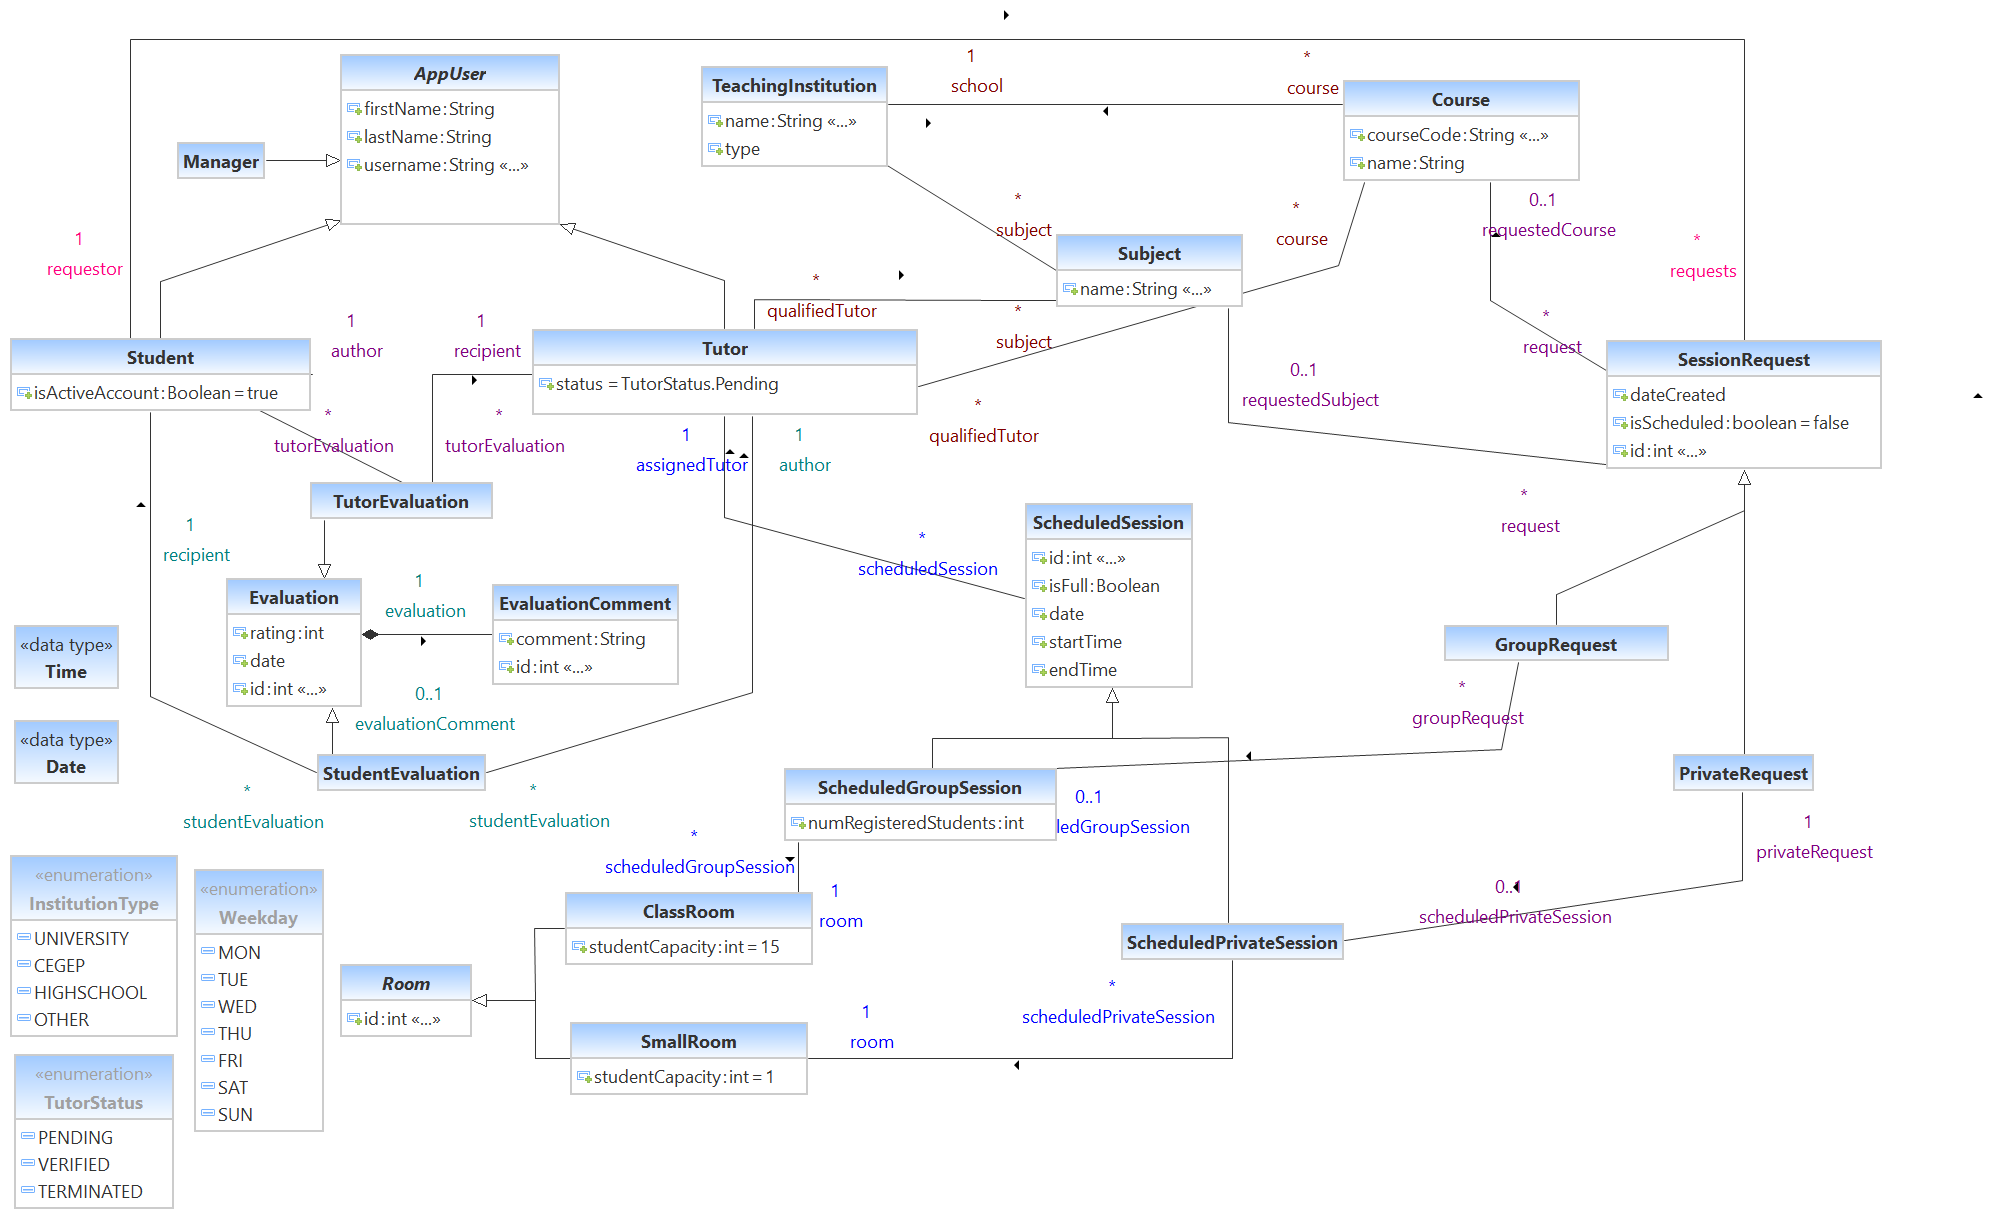 1
school
*
course
AppUser
firstName:String
lastName:String
username:String «...»
TeachingInstitution
name:String «...»
type
Course
courseCode:String «...»
name:String
Manager
*
subject
*
course
0..1
requestedCourse
1
requestor
*
requests
Subject
name:String «...»
*
qualifiedTutor
*
subject
1
author
1
recipient
*
request
Student
isActiveAccount:Boolean = true
Tutor
status = TutorStatus.Pending
SessionRequest
dateCreated
isScheduled:boolean = false
id:int «...»
0..1
requestedSubject
*
tutorEvaluation
*
tutorEvaluation
1
assignedTutor
1
author
*
qualifiedTutor
TutorEvaluation
1
recipient
*
scheduledSession
ScheduledSession
id:int «...»
isFull:Boolean
date
startTime
endTime
*
request
Evaluation
rating:int
date
id:int «...»
1
evaluation
EvaluationComment
comment:String
id:int «...»
0..1
evaluationComment
«data type»
Time
«data type»
Date
GroupRequest
*
groupRequest
StudentEvaluation
*
studentEvaluation
*
studentEvaluation
ScheduledGroupSession
numRegisteredStudents:int
0..1
ledGroupSession
PrivateRequest
1
privateRequest
*
scheduledGroupSession
1
room
0..
scheduledPrivateSession
«enumeration»
InstitutionType
UNIVERSITY
CEGEP
HIGHSCHOOL
OTHER
«enumeration»
Weekday
MON
TUE
WED
THU
FRI
SAT
SUN
ClassRoom
studentCapacity:int = 15
ScheduledPrivateSession
Room
id:int «...»
*
scheduledPrivateSession
1
room
SmallRoom
studentCapacity:int = 1
«enumeration»
TutorStatus
PENDING
VERIFIED
TERMINATED